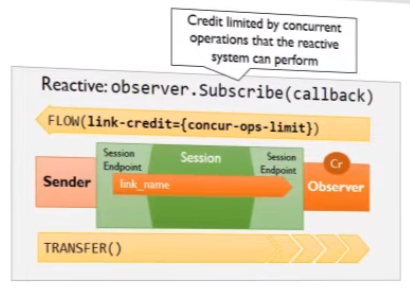 Credit limited by concurrent
operations that the reactive
system can perform
Reactive: observer.Subscribe(callback)
FLOW(link-credit={concur-ops-limit})
Session
Endpoint
Session
Session
Endpoint
Cr
Sender
link_name
Observer
TRANSFER()